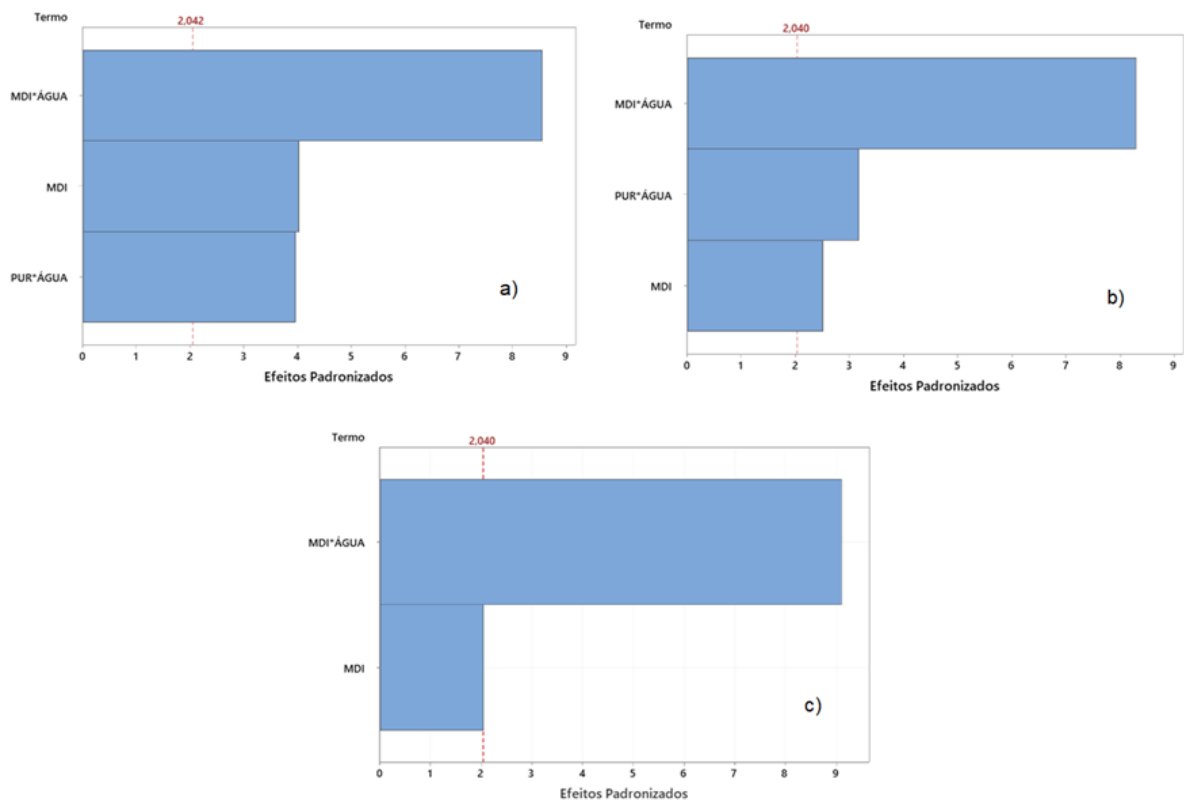 Termo
2,042
MDI*ÁGUA
MDI
PUR*ÁGUA
a)
0 1 2 3 4 5 6 7 8 9
Efeitos Padronizados
Termo
2,040
MDI*ÁGUA
PUR*ÁGUA
MDI
b)
0 1 2 3 4 5 6 7 8 9
Efeitos Padronizados
Termo
2,040
MDI*ÁGUA
MDI
c)
0 1 2 3 4 5 6 7 8 9
Efeitos Padronizados